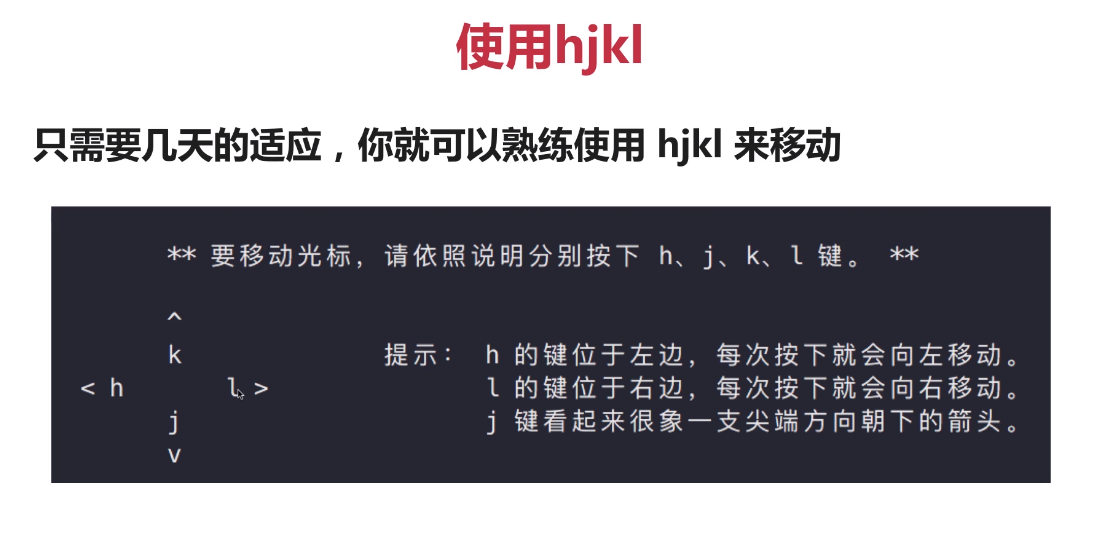 使用hjkl
只需要几天的适应，你就可以熟练使用 hjkl 来移动
** 要移动光标，请依照说明分别按下 h、j、k、l 键。 **
^
k 提示： h 的键位于左边，每次按下就会向左移动。
< h l > l 的键位于右边，每次按下就会向右移动。
j j 键看起来很象一支尖端方向朝下的箭头。
v